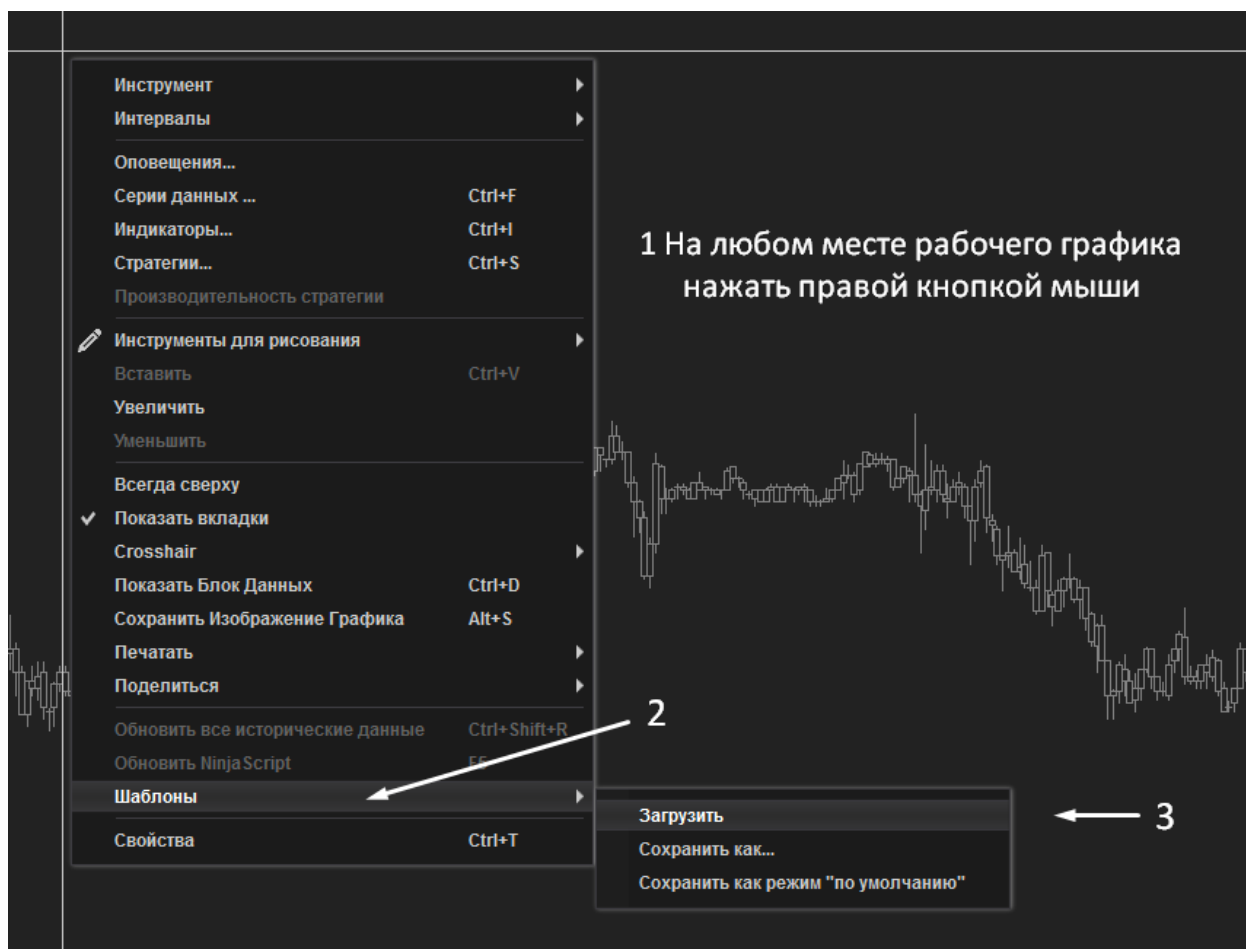 Инструмент
Интервалы
Оповещения...
Серии данных ... Ctrl+F
Индикаторы... Ctrl+I
Стратегии... Ctrl+S
Производительность стратегии
Инструменты для рисования
Вставить Ctrl+V
Увеличить
Уменьшить
Всегда сверху
Показать вкладки
Crosshair
Показать Блок Данных Ctrl+D
Сохранить Изображение Графика Alt+S
Печатать
Поделиться
Обновить все исторические данные Ctrl+Shift+R
Обновить NinjaScript
Шаблоны
Свойства Ctrl+T
1 На любом месте рабочего графика
нажать правой кнопкой мыши
2
Загрузить
Сохранить как...
Сохранить как режим "по умолчанию"
3